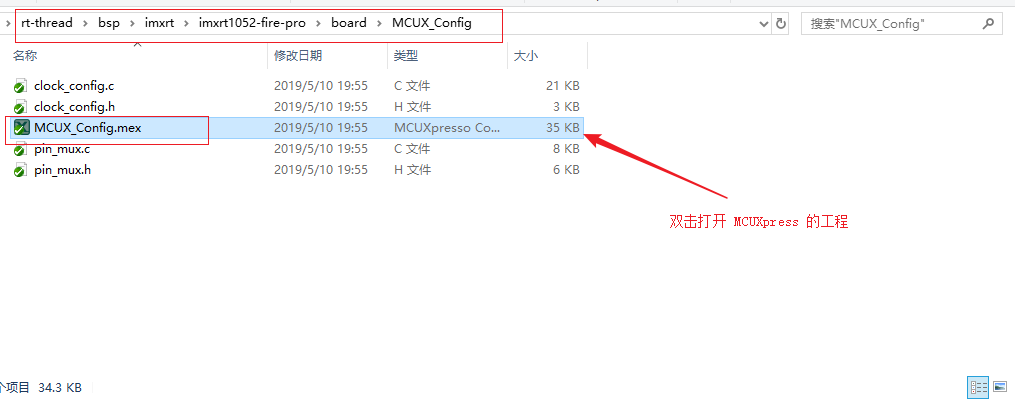 rt-thread > bsp > imxrt > imxrt1052-fire-pro > board > MCUX_Config
搜索"MCUX_Config"
名称 修改日期 类型 大小
clock_config.c 2019/5/10 19:55 C 文件 21 KB
clock_config.h 2019/5/10 19:55 H 文件 3 KB
MCUX_Config.mex 2019/5/10 19:55 MCUXpresso Co... 35 KB
pin_mux.c 2019/5/10 19:55 C 文件 8 KB
pin_mux.h 2019/5/10 19:55 H 文件 6 KB
双击打开 MCUXpress 的工程
个项目 34.3 KB